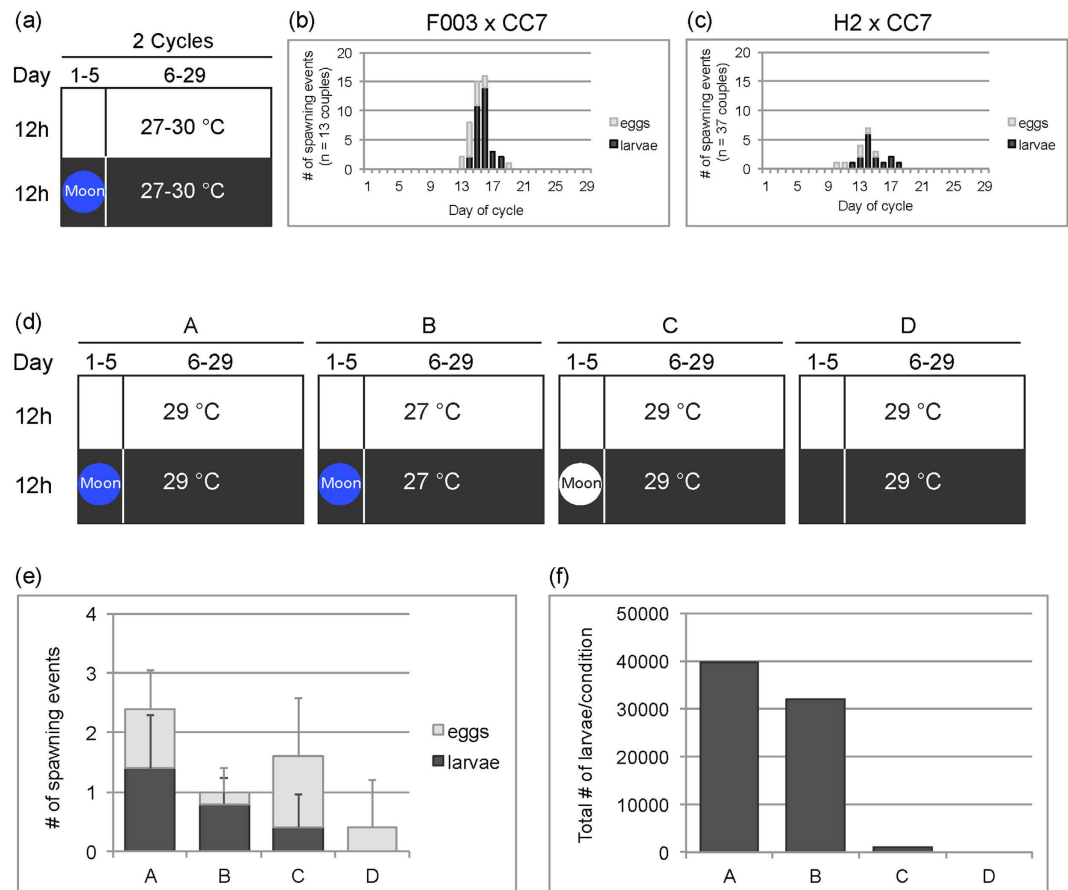 (a)
2 Cycles
Day 1-5 6-29
12h 27-30 °C
12h Moon 27-30 °C
(b) F003 x CC7
# of spawning events
(n = 13 couples)
20
15
10
5
0
1 5 9 13 17 21 25 29
Day of cycle
eggs
larvae
(c) H2 x CC7
# of spawning events
(n = 37 couples)
20
15
10
5
0
1 5 9 13 17 21 25 29
Day of cycle
eggs
larvae
(d)
A B C D
Day 1-5 6-29 1-5 6-29 1-5 6-29 1-5 6-29
12h 29 °C 27 °C 29 °C 29 °C
12h Moon 29 °C Moon 27 °C Moon 29 °C 29 °C
(e)
# of spawning events
4
3
2
1
0
A B C D
eggs
larvae
(f)
Total # of larvae/condition
50000
40000
30000
20000
10000
0
A B C D